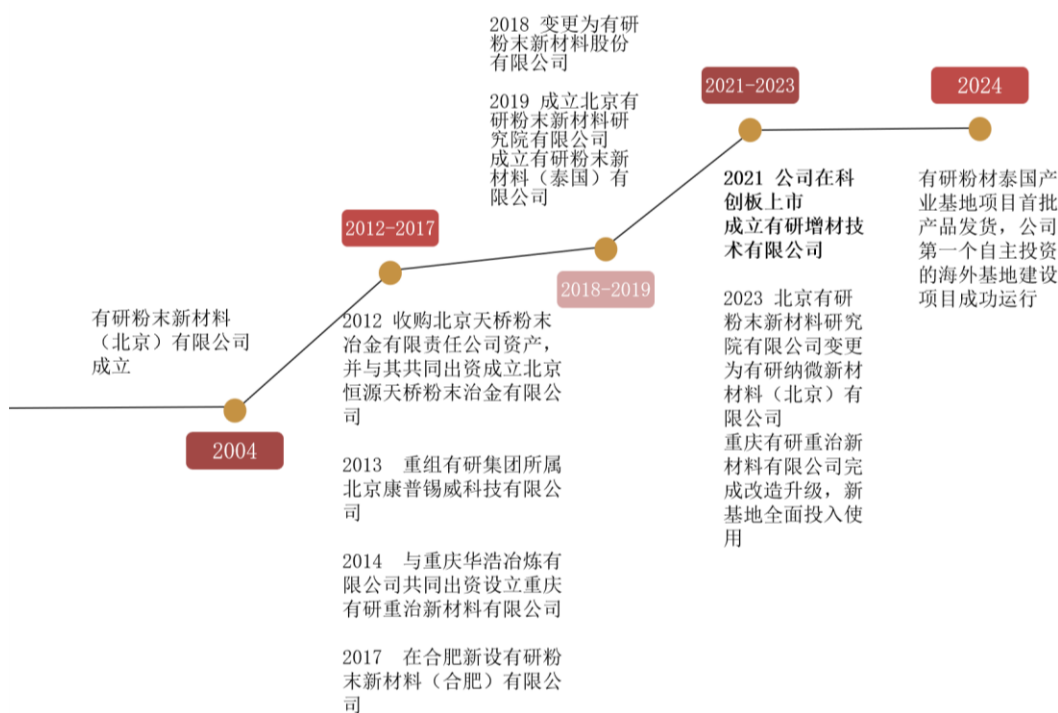 有研粉末新材料
（北京）有限公司
成立
2004
2012-2017
2012 收购北京天桥粉末
冶金有限责任公司资产，
并与其共同出资成立北京
恒源天桥粉末冶金有限公
司
2013  重组有研集团所属
北京康普锡威科技有限公
司
2014  与重庆华浩冶炼有
限公司共同出资设立重庆
有研重冶新材料有限公司
2017  在合肥新设有研粉
末新材料（合肥）有限公
司
2018 变更为有研
粉末新材料股份
有限公司
2019 成立北京有
研粉末新材料研
究院有限公司
成立有研粉末新
材料（泰国）有
限公司
2018-2019
2021-2023
2021 公司在科
创板上市
成立有研增材技
术有限公司
2023 北京有研
粉末新材料研究
院有限公司变更
为有研纳微新材
材料（北京）有
限公司
重庆有研重冶新
材料有限公司完
成改造升级，新
基地全面投入使
用
2024
有研粉材泰国产
业基地项目首批
产品发货，公司
第一个自主投资
的海外基地建设
项目成功运行